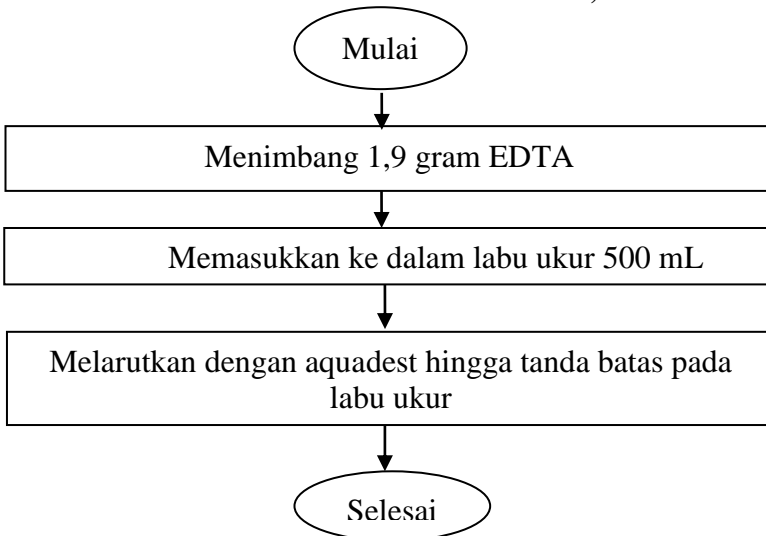 Mulai
Menimbang 1,9 gram EDTA
Memasukkan ke dalam labu ukur 500 mL
Melarutkan dengan aquadest hingga tanda batas pada
labu ukur
Selesai